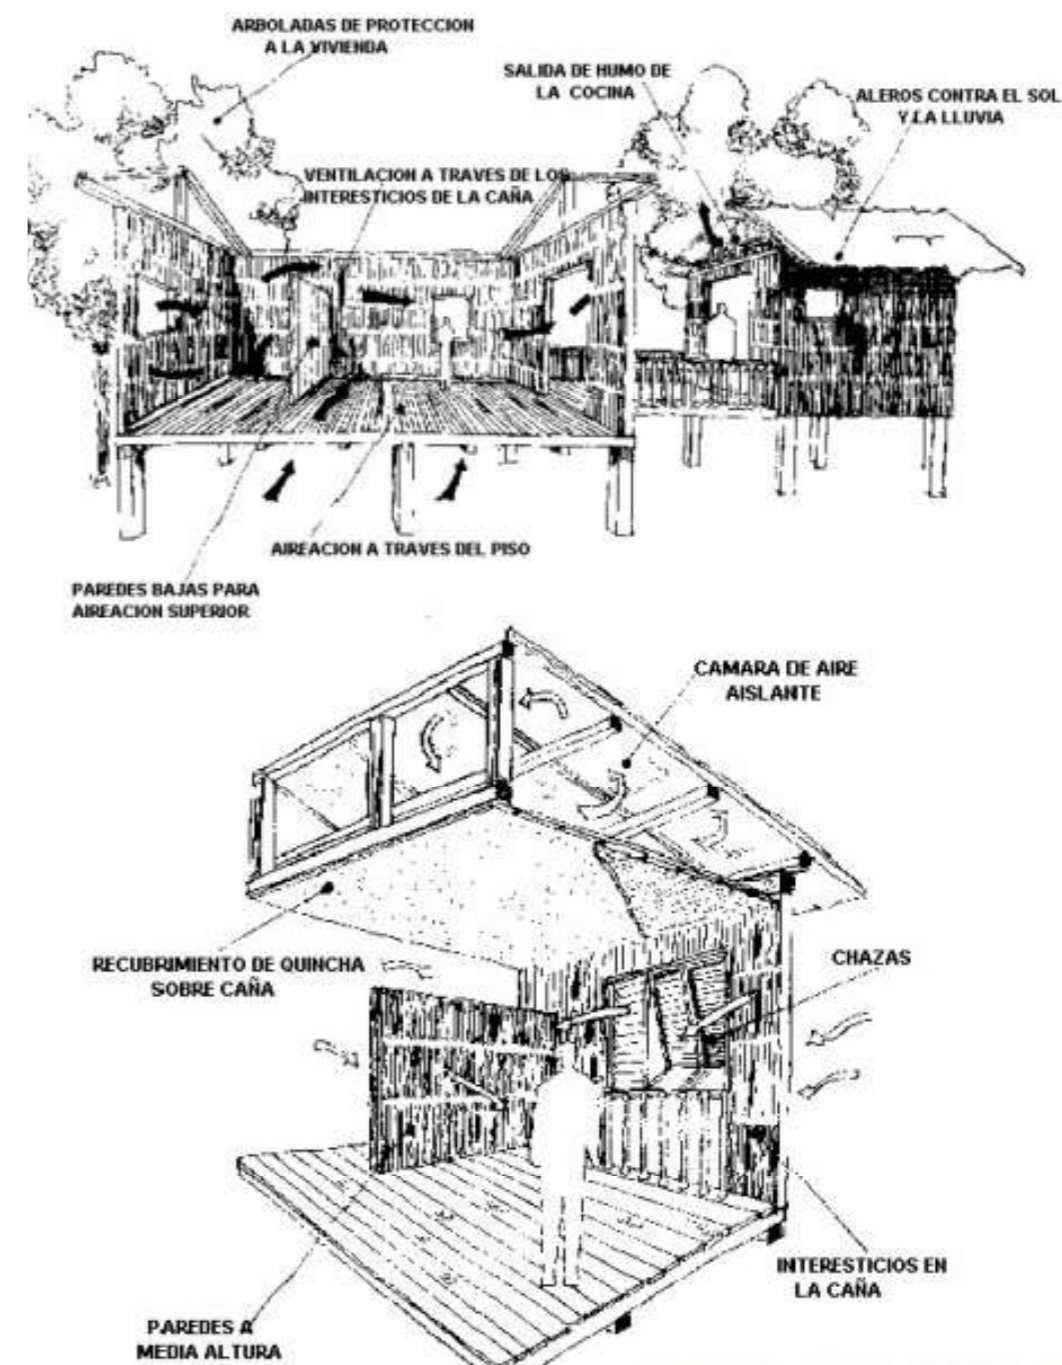 ARBOLADAS DE PROTECCION
A LA VIVIENDA
SALIDA DE HUMO DE
LA COCINA
ALEROS CONTRA EL SOL
Y LA LLUVIA
VENTILACION A TRAVES DE LOS
INTERESTICIOS DE LA CAÑA
AIREACION A TRAVES DEL PISO
PAREDES BAJAS PARA
AIREACION SUPERIOR
CAMARA DE AIRE
AISLANTE
RECUBRIMIENTO DE QUINCHA
SOBRE CAÑA
CHAZAS
INTERESTICIOS EN
LA CAÑA
PAREDES A
MEDIA ALTURA